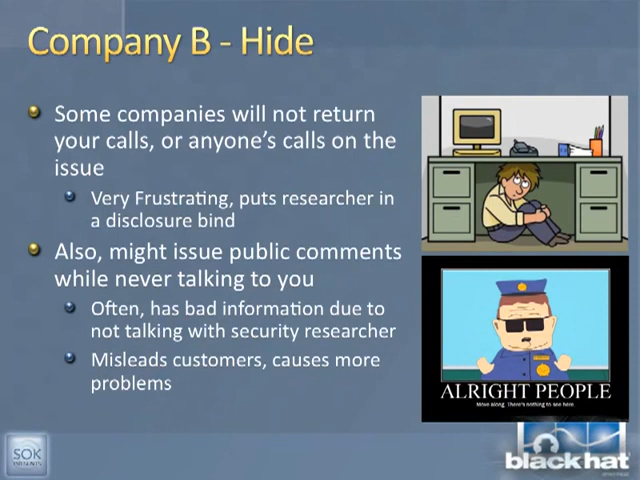 Company B - Hide
Some companies will not return
your calls, or anyone's calls on the
issue
Very Frustrating, puts researcher in
a disclosure bind
Also, might issue public comments
while never talking to you
Often, has bad information due to
not talking with security researcher
Misleads customers, causes more
problems
ALRIGHT PEOPLE
Move along. There's nothing to see here.
SOK
black hat